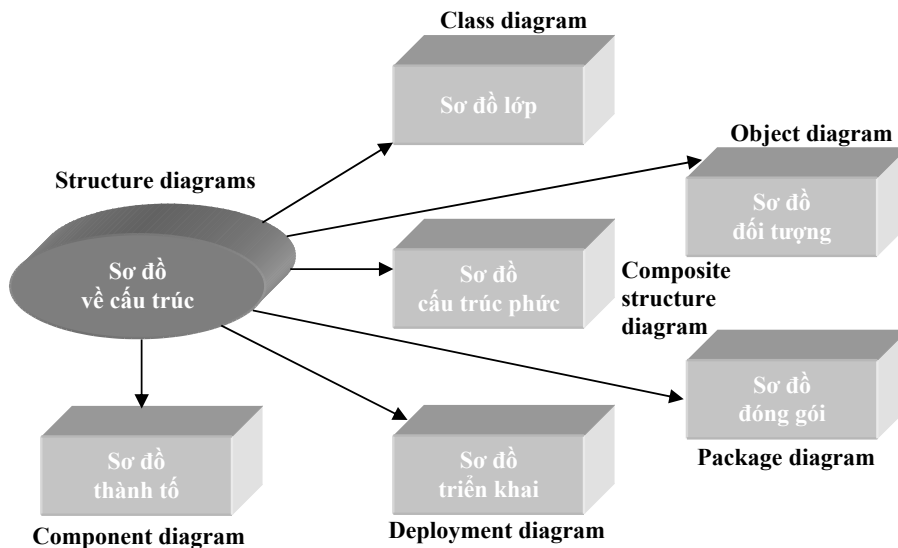 Class diagram
Sơ đồ lớp
Object diagram
Sơ đồ
đối tượng
Structure diagrams
Sơ đồ
về cấu trúc
Sơ đồ
cấu trúc phức
Composite
structure
diagram
Sơ đồ
đóng gói
Package diagram
Sơ đồ
thành tố
Component diagram
Sơ đồ
triển khai
Deployment diagram